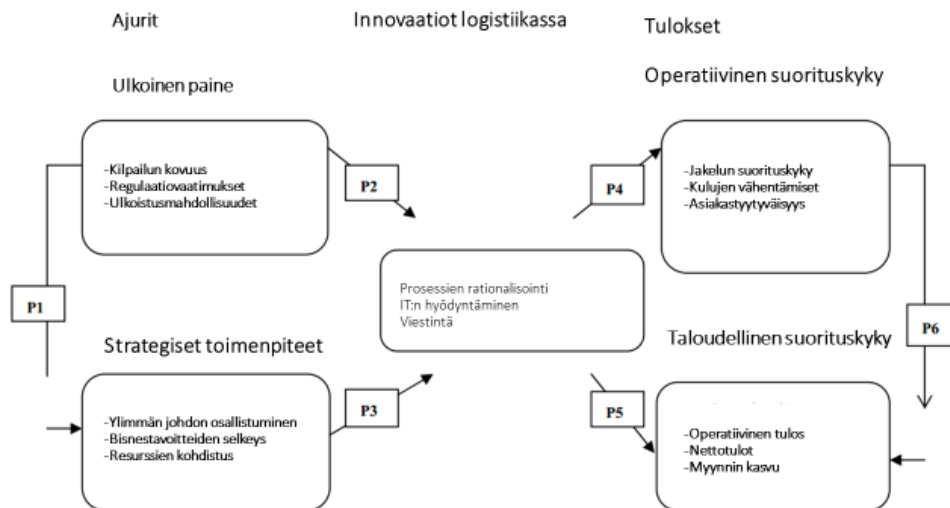 Ajurit
Innovaatiot logistiikassa
Tulokset
Ulkoinen paine
Operatiivinen suorituskyky
-Kilpailun kovuus
-Regulaatiovaatimukset
-Ulkoistusmahdollisuudet
P2
P4
-Jakelun suorituskyky
-Kulujen vähentämiset
-Asiakastyytyväisyys
P1
Prosessien rationalisointi
IT:n hyödyntäminen
Viestintä
P6
Strategiset toimenpiteet
Taloudellinen suorituskyky
-Ylimmän johdon osallistuminen
-Bisnestavoitteiden selkeys
-Resurssien kohdistus
P3
P5
-Operatiivinen tulos
-Nettotulot
-Myynnin kasvu